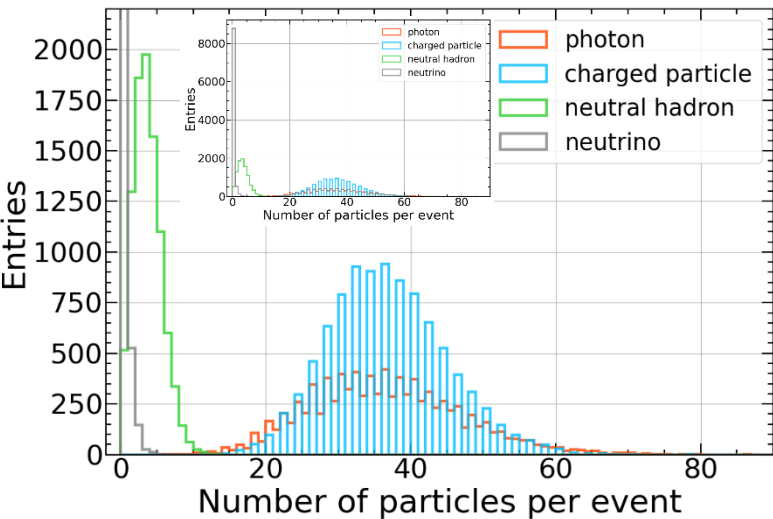 photon
charged particle
neutral hadron
neutrino
Entries
2000
1750
1500
1250
1000
750
500
250
0
0 20 40 60 80
Number of particles per event
photon
charged particle
neutral hadron
neutrino
Entries
8000
6000
4000
2000
0
0 20 40 60 80
Number of particles per event